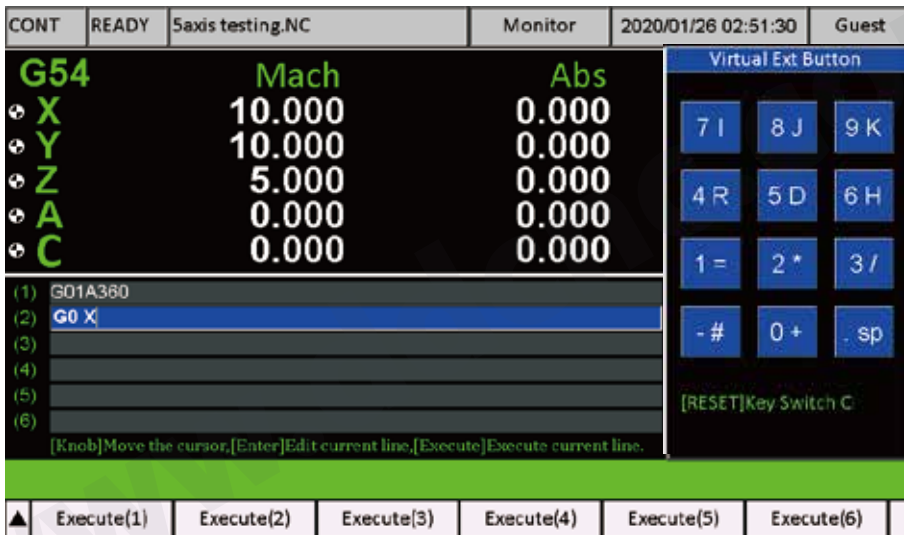 CONT READY 5axis testing.NC Monitor 2020/01/26 02:51:30 Guest
G54 Mach Abs
X 10.000 0.000
Y 10.000 0.000
Z 5.000 0.000
A 0.000 0.000
C 0.000 0.000
(1) G01A360
(2) G0 X
(3)
(4)
(5)
(6)
[Knob]Move the cursor,[Enter]Edit current line,[Execute]Execute current line.
Virtual Ext Button
7 I 8 J 9 K
4 R 5 D 6 H
1 = 2 * 3 /
- # 0 + . sp
[RESET]Key Switch C
▲ Execute(1) Execute(2) Execute(3) Execute(4) Execute(5) Execute(6)